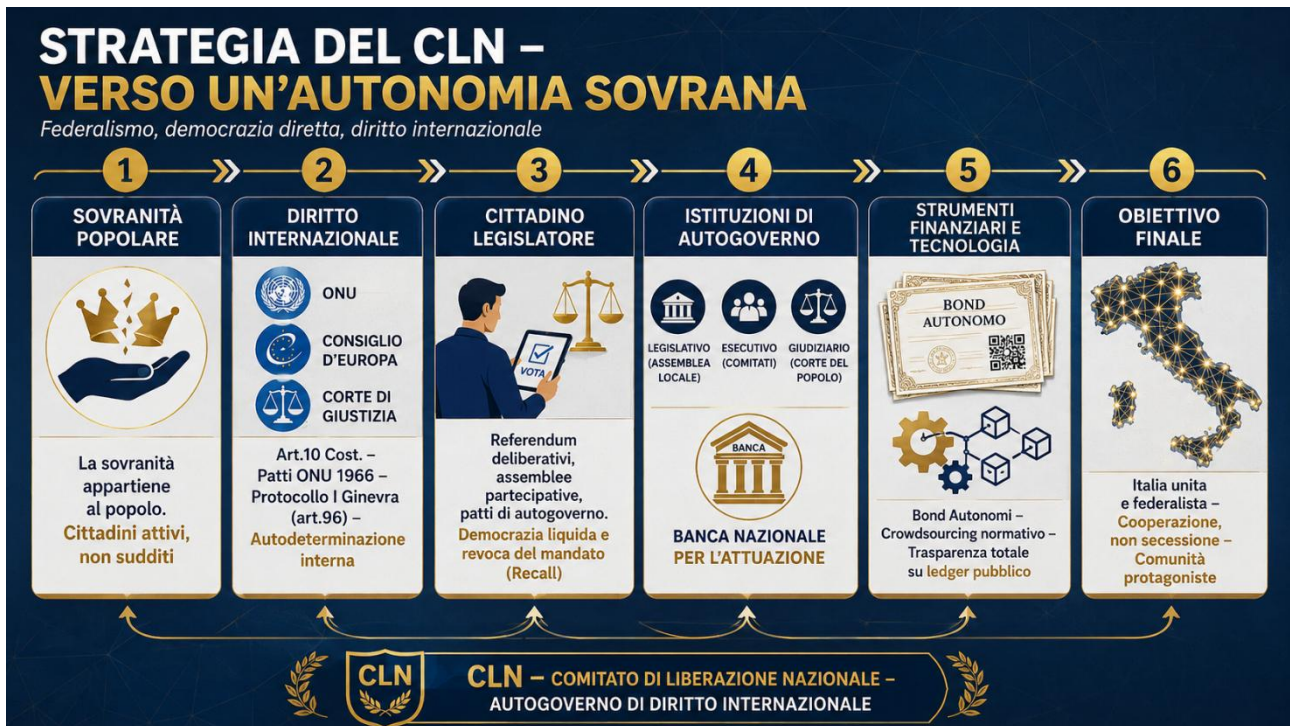 STRATEGIA DEL CLN –
VERSO UN'AUTONOMIA SOVRANA
Federalismo, democrazia diretta, diritto internazionale
1
SOVRANITÀ
POPOLARE
La sovranità
appartiene
al popolo.
Cittadini attivi,
non sudditi
2
DIRITTO
INTERNAZIONALE
ONU
CONSIGLIO
D'EUROPA
CORTE DI
GIUSTIZIA
Art.10 Cost. –
Patti ONU 1966 –
Protocollo I Ginevra
(art.96) –
Autodeterminazione
interna
3
CITTADINO
LEGISLATORE
VOTA
Referendum
deliberativi,
assemblee
partecipative,
patti di autogoverno.
Democrazia liquida e
revoca del mandato
(Recall)
4
ISTITUZIONI DI
AUTOGOVERNO
LEGISLATIVO
(ASSEMBLEA
LOCALE)
ESECUTIVO
(COMITATI)
GIUDIZIARIO
(CORTE DEL
POPOLO)
BANCA
BANCA NAZIONALE
PER L'ATTUAZIONE
5
STRUMENTI
FINANZIARI E
TECNOLOGIA
BOND
AUTONOMO
Bond Autonomi –
Crowdsourcing normativo –
Trasparenza totale
su ledger pubblico
6
OBIETTIVO
FINALE
Italia unita
e federalista –
Cooperazione,
non secessione –
Comunità
protagoniste
CLN
CLN – COMITATO DI LIBERAZIONE NAZIONALE –
AUTOGOVERNO DI DIRITTO INTERNAZIONALE